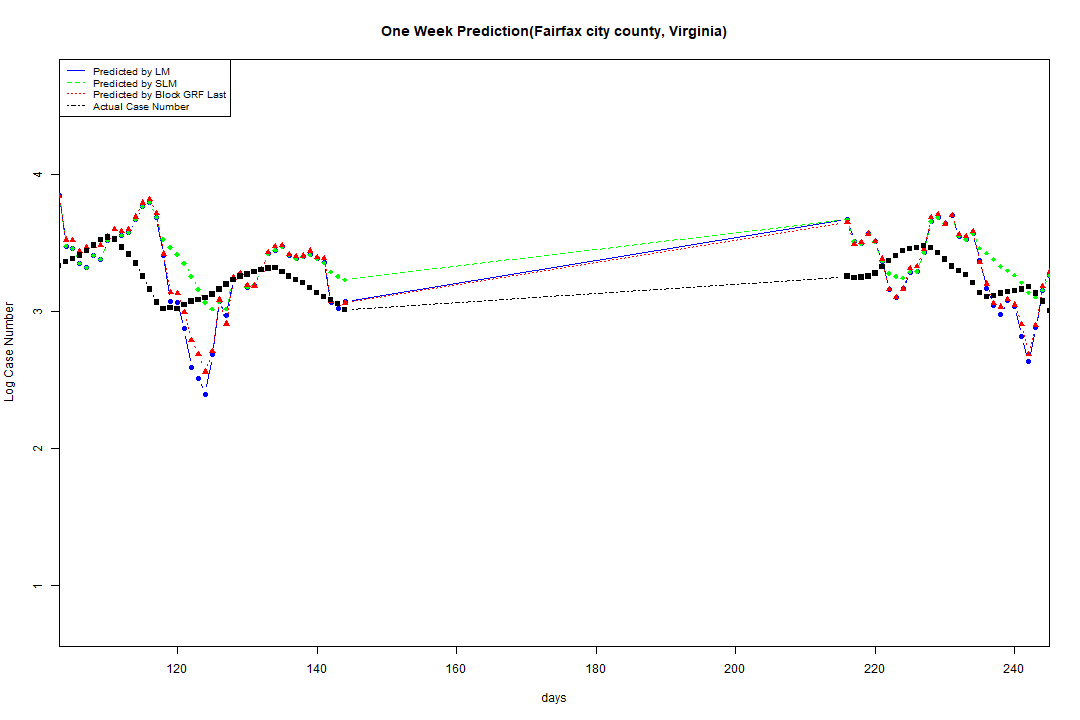 One Week Prediction(Fairfax city county, Virginia)
Predicted by LM
Predicted by SLM
Predicted by Block GRF Last
Actual Case Number
4
3
2
1
Log Case Number
120 140 160 180 200 220 240
days